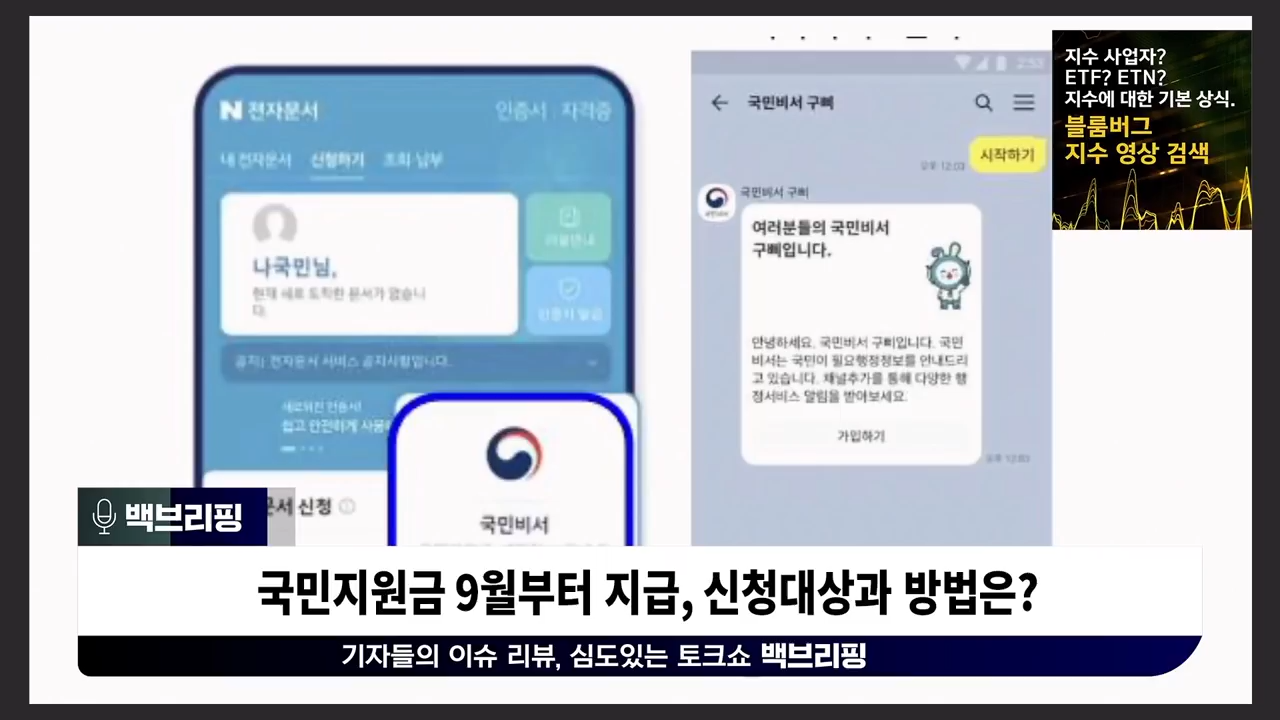 N 전자문서
인증서 · 자격증
내 전자문서 신청하기 조회·납부
나국민님,
현재 새로 도착한 문서가 없습니
다.
공지) 전자문서 서비스 공지사항입니다.
새로워진 인증서!
쉽고 안전하게 사용
문서 신청
국민비서
2:53
국민비서 구삐
시작하기
오후 12:03
국민비서 구삐
여러분들의 국민비서
구삐입니다.
안녕하세요. 국민비서 구삐입니다. 국민
비서는 국민이 필요행정정보를 안내드리
고 있습니다. 채널추가를 통해 다양한 행
정서비스 알림을 받아보세요.
가입하기
오후 12:03
지수 사업자?
ETF? ETN?
지수에 대한 기본 상식.
블룸버그
지수 영상 검색
백브리핑
국민지원금 9월부터 지급, 신청대상과 방법은?
기자들의 이슈 리뷰, 심도있는 토크쇼 백브리핑